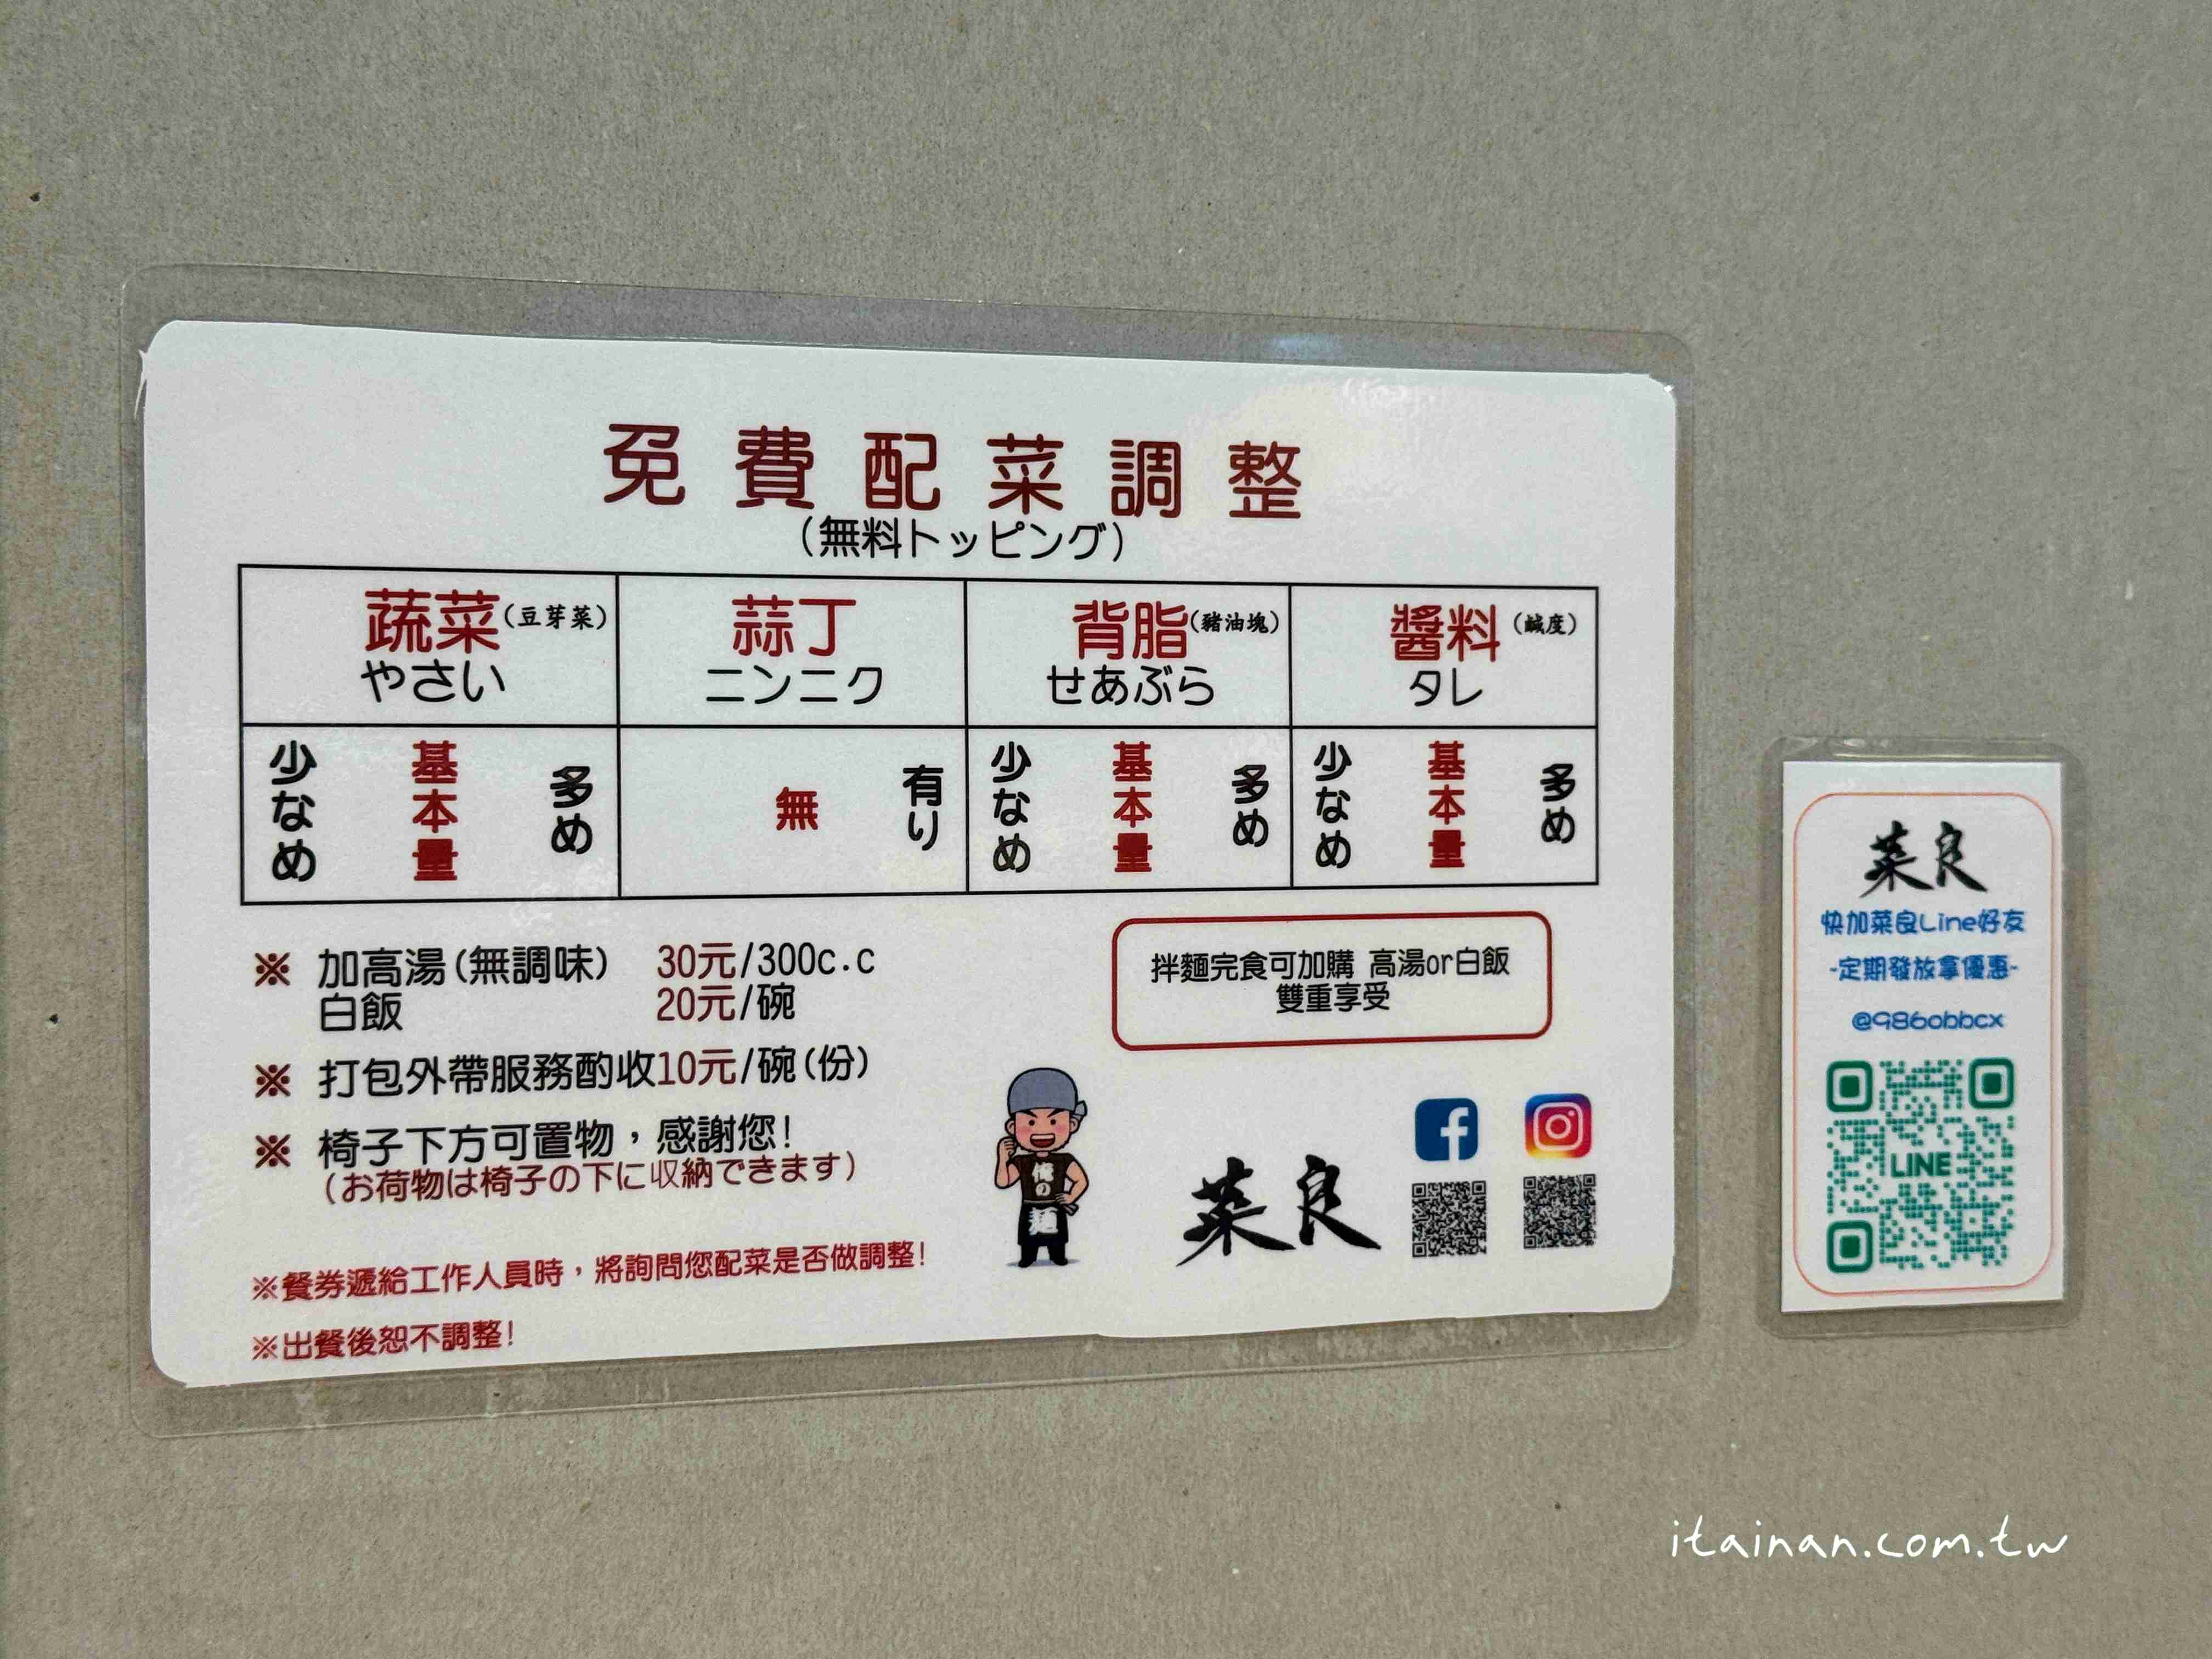 免費配菜調整
(無料トッピング)
蔬菜(豆芽菜) 蒜丁 背脂(豬油塊) 醬料(鹹度)
やさい ニンニク せあぶら タレ
少なめ 基本量 多め 無 有り 少なめ 基本量 多め 少なめ 基本量 多め
※ 加高湯(無調味) 30元/300c.c
白飯 20元/碗
※ 打包外帶服務酌收10元/碗(份)
※ 椅子下方可置物，感謝您!
(お荷物は椅子の下に収納できます)
※餐券遞給工作人員時，將詢問您配菜是否做調整!
※出餐後恕不調整!
拌麵完食可加購 高湯or白飯
雙重享受
俺の麺
菜良
菜良
快加菜良Line好友
-定期發放拿優惠-
@986obbcx
LINE
itainan.com.tw